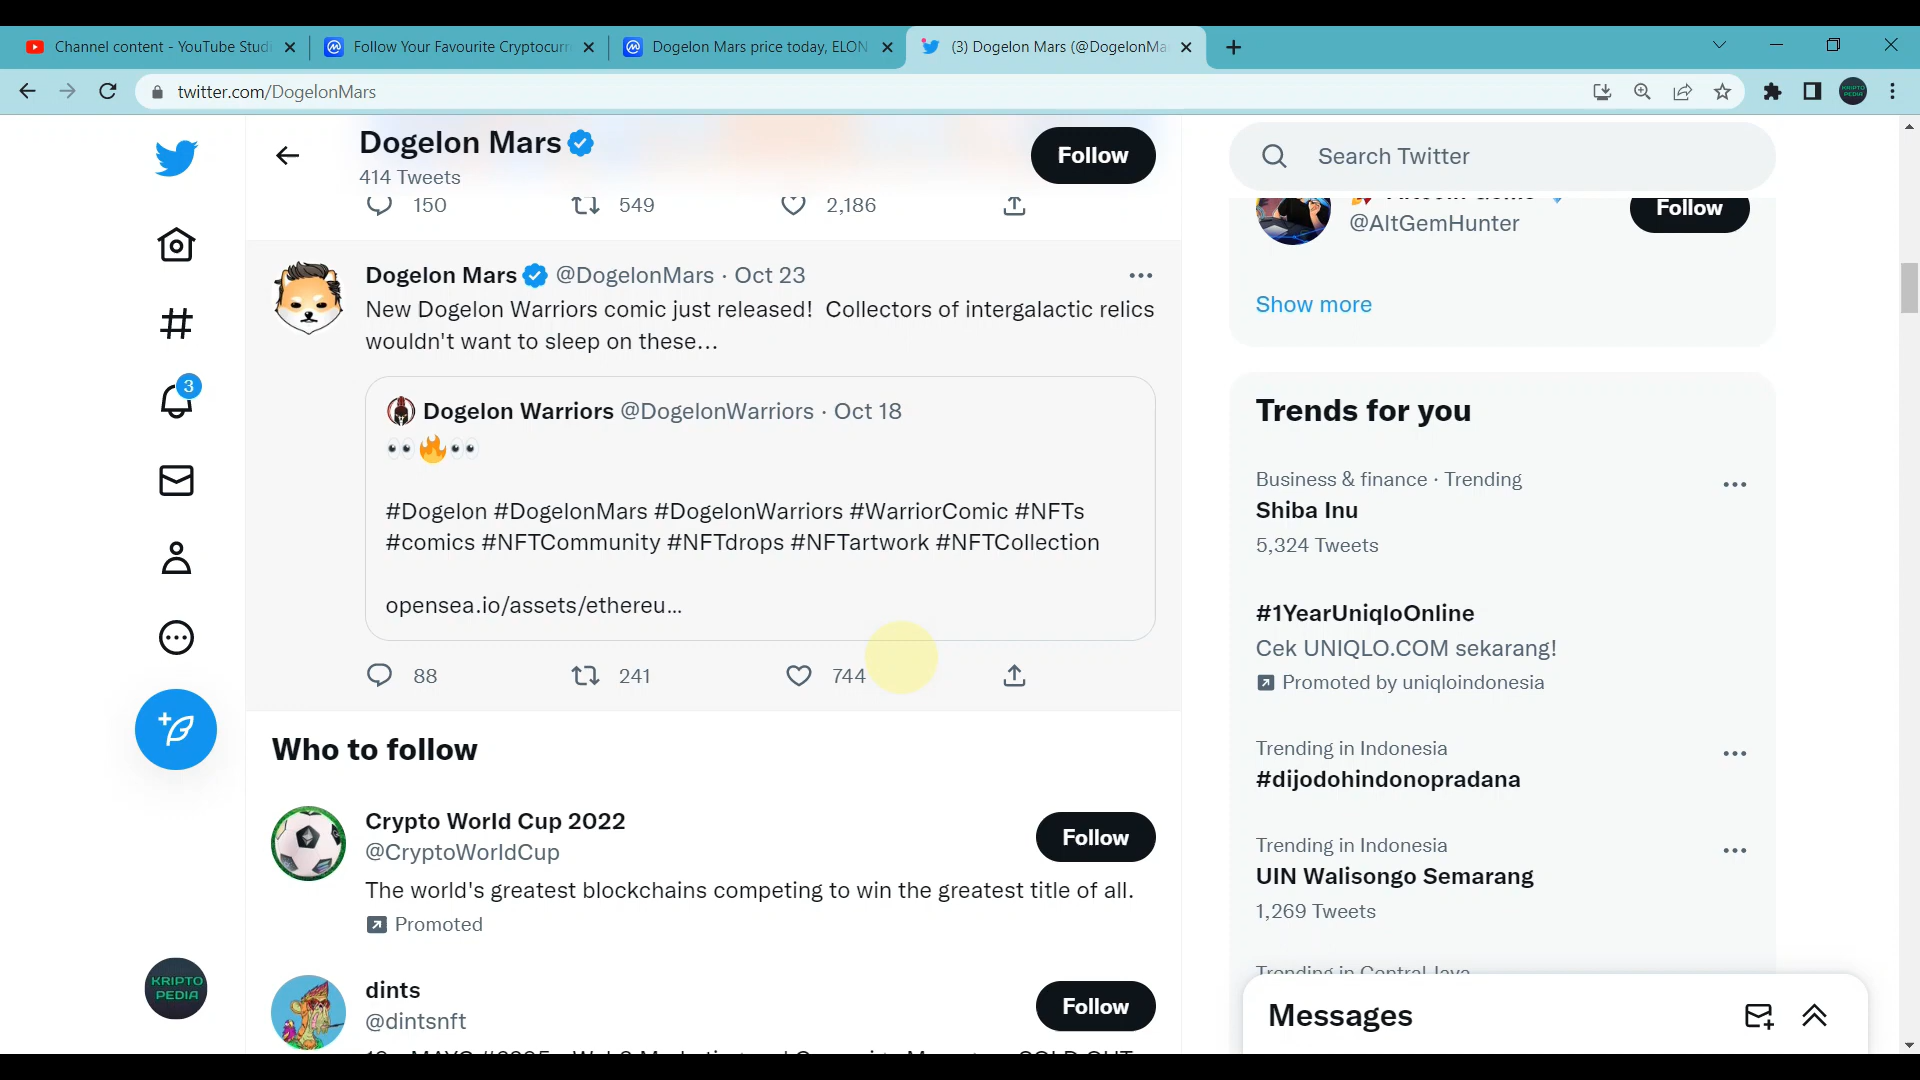 Channel content - YouTube Studi
Follow Your Favourite Cryptocurr
Dogelon Mars price today, ELON
(3) Dogelon Mars (@DogelonMa
twitter.com/DogelonMars
Dogelon Mars
414 Tweets
Follow
150
549
2,186
Dogelon Mars @DogelonMars · Oct 23
New Dogelon Warriors comic just released! Collectors of intergalactic relics
wouldn't want to sleep on these...
Dogelon Warriors @DogelonWarriors · Oct 18
👀🔥👀
#Dogelon #DogelonMars #DogelonWarriors #WarriorComic #NFTs
#comics #NFTCommunity #NFTdrops #NFTartwork #NFTCollection
opensea.io/assets/ethereu...
88
241
744
Who to follow
Crypto World Cup 2022
@CryptoWorldCup
Follow
The world's greatest blockchains competing to win the greatest title of all.
Promoted
dints
@dintsnft
Follow
3
KRIPTO
PEDIA
Search Twitter
@AltGemHunter
Follow
Show more
Trends for you
Business & finance · Trending
Shiba Inu
5,324 Tweets
#1YearUniqloOnline
Cek UNIQLO.COM sekarang!
Promoted by uniqloindonesia
Trending in Indonesia
#dijodohindonopradana
Trending in Indonesia
UIN Walisongo Semarang
1,269 Tweets
Trending in Central Java
Messages